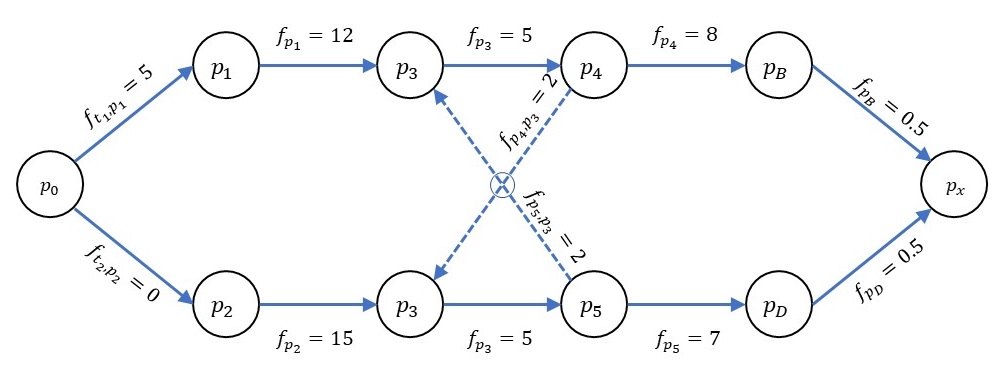 f_{p_1} = 12
f_{p_3} = 5
f_{p_4} = 8
p_1
p_3
p_4
p_B
f_{t_1,p_1} = 5
f_{p_4,p_3} = 2
f_{p_B} = 0.5
p_0
p_x
f_{t_2,p_2} = 0
f_{p_5,p_3} = 2
f_{p_D} = 0.5
p_2
p_3
p_5
p_D
f_{p_2} = 15
f_{p_3} = 5
f_{p_5} = 7